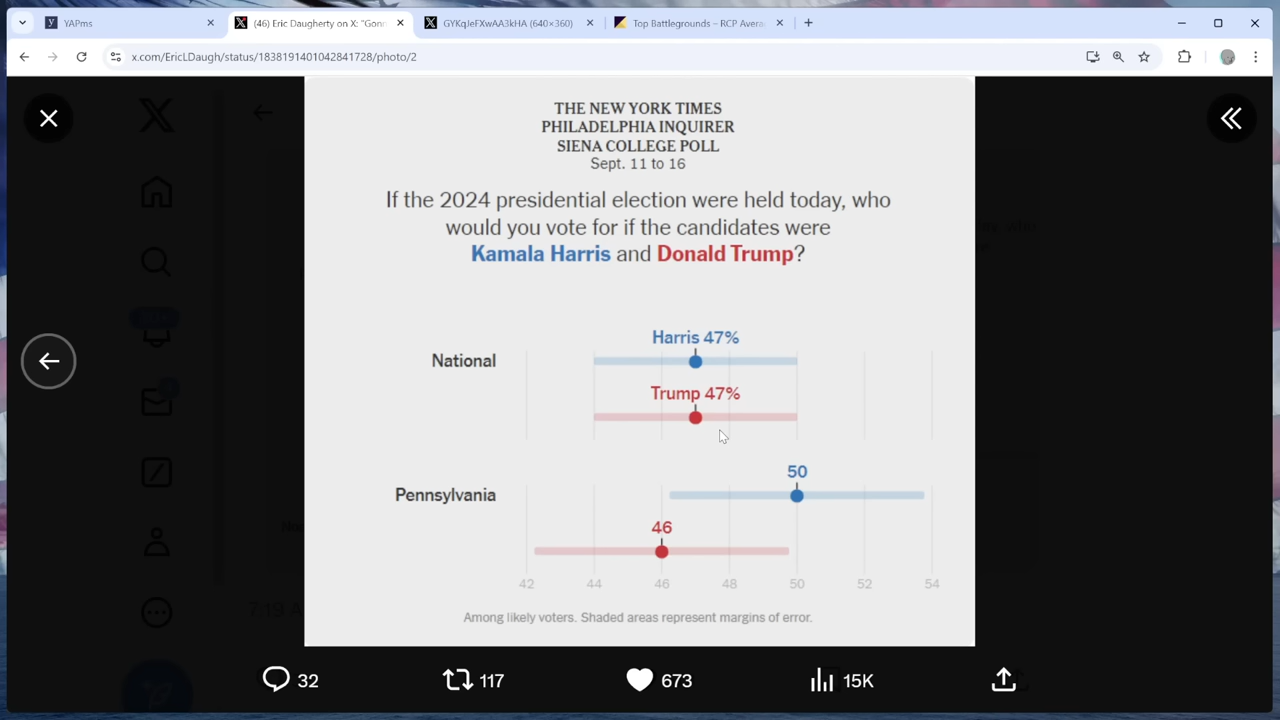 YAPms
(46) Eric Daugherty on X: "Gonn
GYKqJeFXwAA3kHA (640×360)
Top Battlegrounds – RCP Avera
x.com/EricLDaugh/status/1838191401042841728/photo/2
THE NEW YORK TIMES
PHILADELPHIA INQUIRER
SIENA COLLEGE POLL
Sept. 11 to 16
If the 2024 presidential election were held today, who
would you vote for if the candidates were
Kamala Harris and Donald Trump?
Harris 47%
National
Trump 47%
50
Pennsylvania
46
42 44 46 48 50 52 54
Among likely voters. Shaded areas represent margins of error.
32 117 673 15K